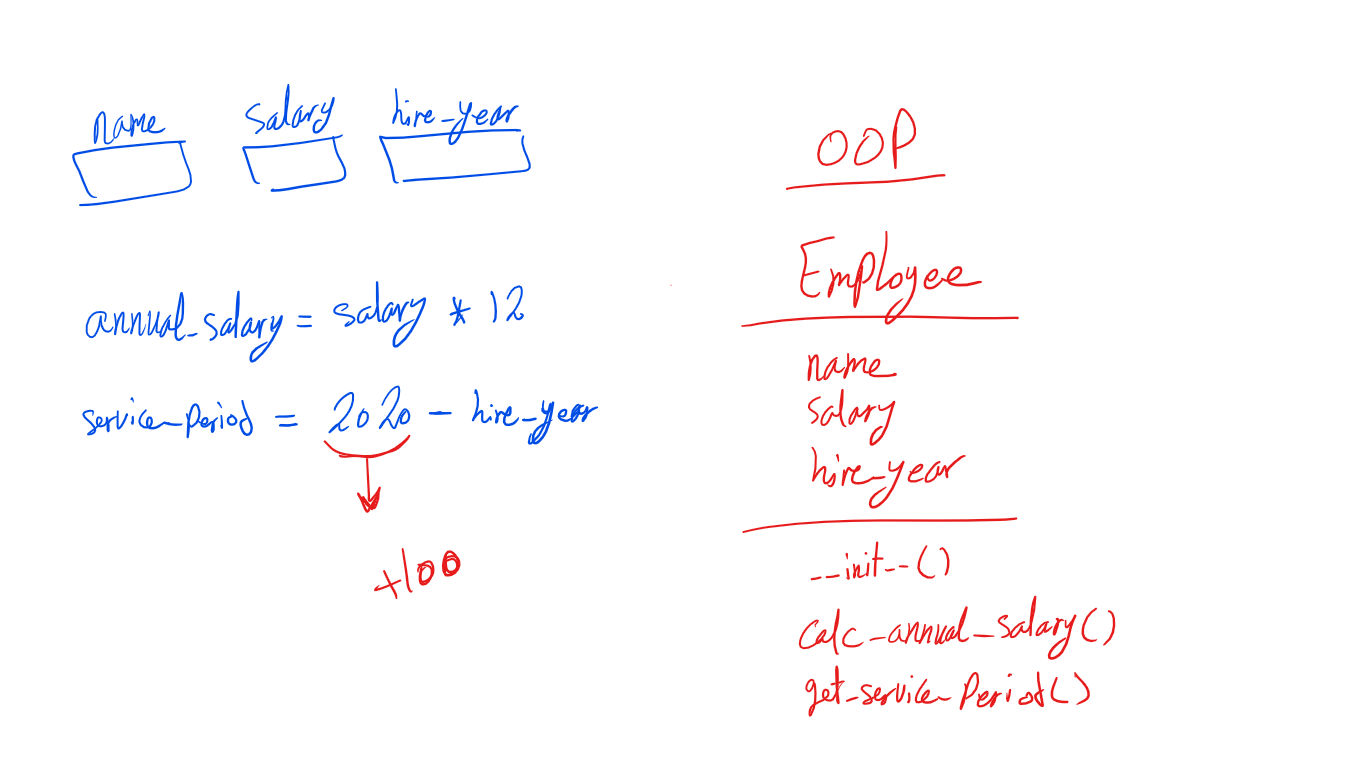 name salary hire_year
annual_salary = salary * 12
service_period = 2020 - hire_year
+100
OOP
Employee
name
salary
hire_year
__init__()
calc_annual_salary()
get_service_period()